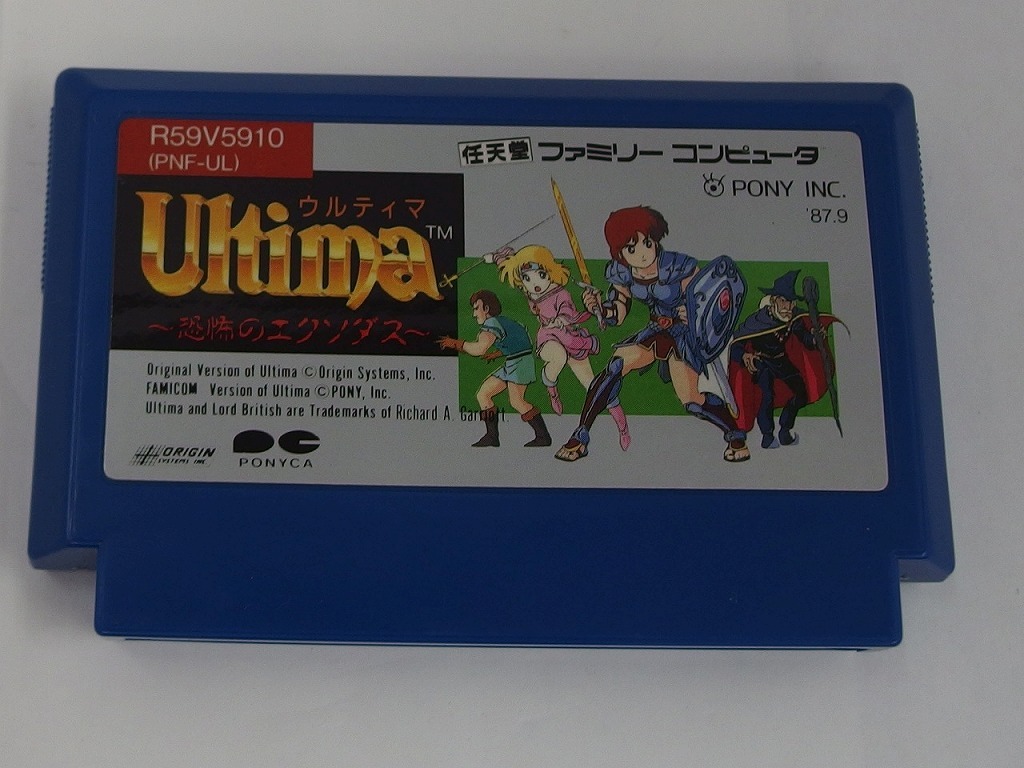 R59V5910
(PNF-UL)
任天堂 ファミリー コンピュータ
PONY INC.
'87.9
ウルティマ
Ultima TM
～恐怖のエクソダス～
Original Version of Ultima ©Origin Systems, Inc.
FAMICOM Version of Ultima ©PONY, Inc.
Ultima and Lord British are Trademarks of Richard A. Garriott.
ORIGIN
SYSTEMS INC.
PONYCA